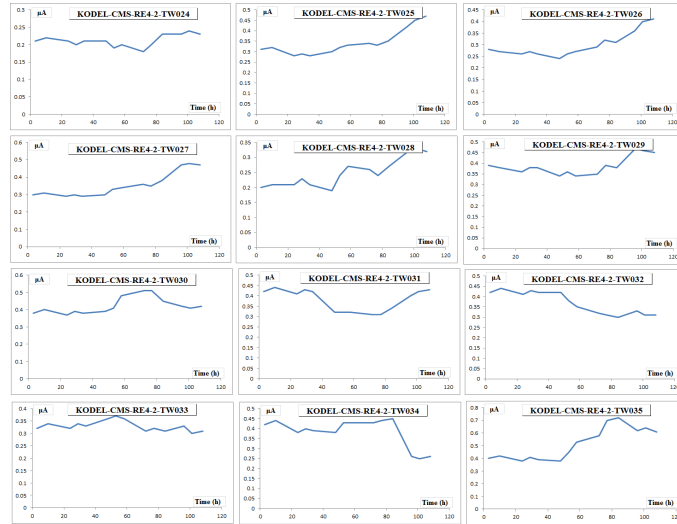 µA
KODEL-CMS-RE4-2-TW024
0.3
0.25
0.2
0.15
0.1
0.05
0
Time (h)
0 20 40 60 80 100 120
µA
KODEL-CMS-RE4-2-TW025
0.5
0.45
0.4
0.35
0.3
0.25
0.2
0.15
0.1
0.05
0
Time (h)
0 20 40 60 80 100 120
µA
KODEL-CMS-RE4-2-TW026
0.45
0.4
0.35
0.3
0.25
0.2
0.15
0.1
0.05
0
Time (h)
0 20 40 60 80 100 120
µA
KODEL-CMS-RE4-2-TW027
0.6
0.5
0.4
0.3
0.2
0.1
0
Time (h)
0 20 40 60 80 100 120
µA
KODEL-CMS-RE4-2-TW028
0.35
0.3
0.25
0.2
0.15
0.1
0.05
0
Time (h)
0 20 40 60 80 100 120
µA
KODEL-CMS-RE4-2-TW029
0.5
0.45
0.4
0.35
0.3
0.25
0.2
0.15
0.1
0.05
0
Time (h)
0 20 40 60 80 100 120
µA
KODEL-CMS-RE4-2-TW030
0.6
0.5
0.4
0.3
0.2
0.1
0
Time (h)
0 20 40 60 80 100 120
µA
KODEL-CMS-RE4-2-TW031
0.5
0.45
0.4
0.35
0.3
0.25
0.2
0.15
0.1
0.05
0
Time (h)
0 20 40 60 80 100 120
µA
KODEL-CMS-RE4-2-TW032
0.5
0.45
0.4
0.35
0.3
0.25
0.2
0.15
0.1
0.05
0
Time (h)
0 20 40 60 80 100 120
µA
KODEL-CMS-RE4-2-TW033
0.4
0.35
0.3
0.25
0.2
0.15
0.1
0.05
0
Time (h)
0 20 40 60 80 100 120
µA
KODEL-CMS-RE4-2-TW034
0.5
0.45
0.4
0.35
0.3
0.25
0.2
0.15
0.1
0.05
0
Time (h)
0 20 40 60 80 100 120
µA
KODEL-CMS-RE4-2-TW035
0.8
0.7
0.6
0.5
0.4
0.3
0.2
0.1
0
Time (h)
0 20 40 60 80 100 120